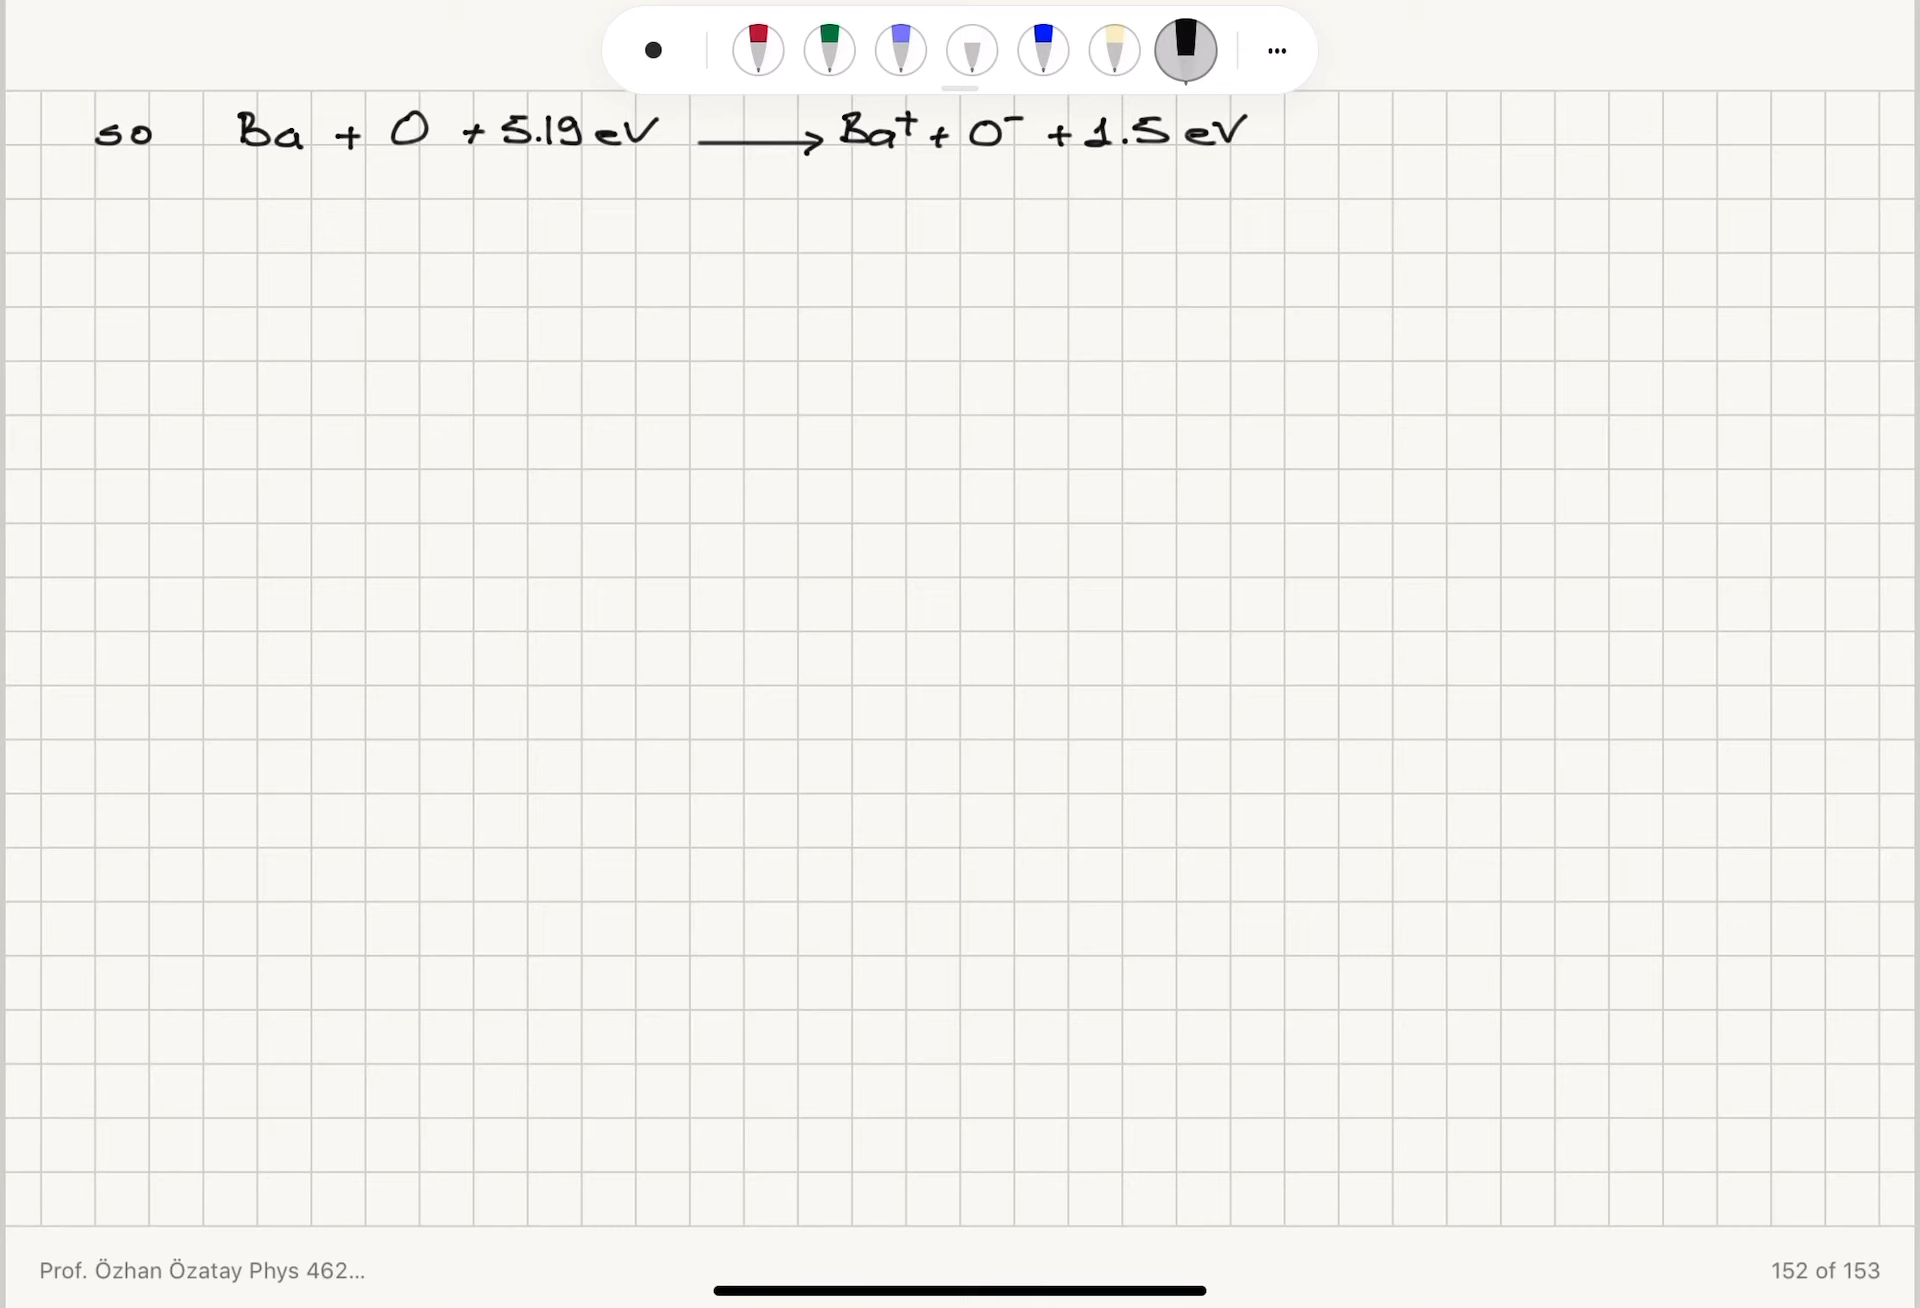 so Ba + O + 5.19 eV → Ba⁺ + O⁻ + 1.5 eV
Prof. Özhan Özatay Phys 462...
152 of 153